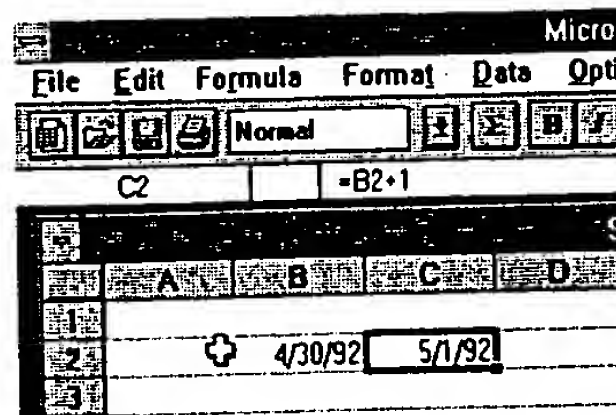 Micro
File Edit Formula Format Data Opti
Normal Σ B I
C2 =B2+1
S
A B C D
1
2 4/30/92 5/1/92
3